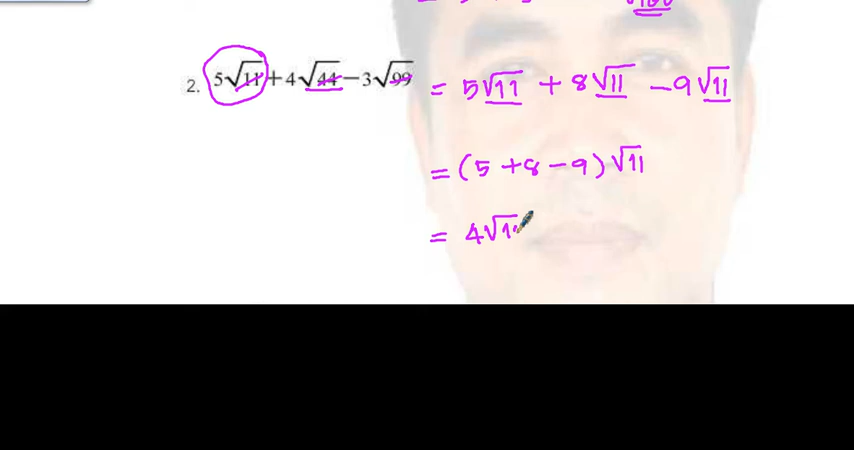 2. 5√11 + 4√44 − 3√99 = 5√11 + 8√11 − 9√11
= (5 + 8 − 9)√11
= 4√1